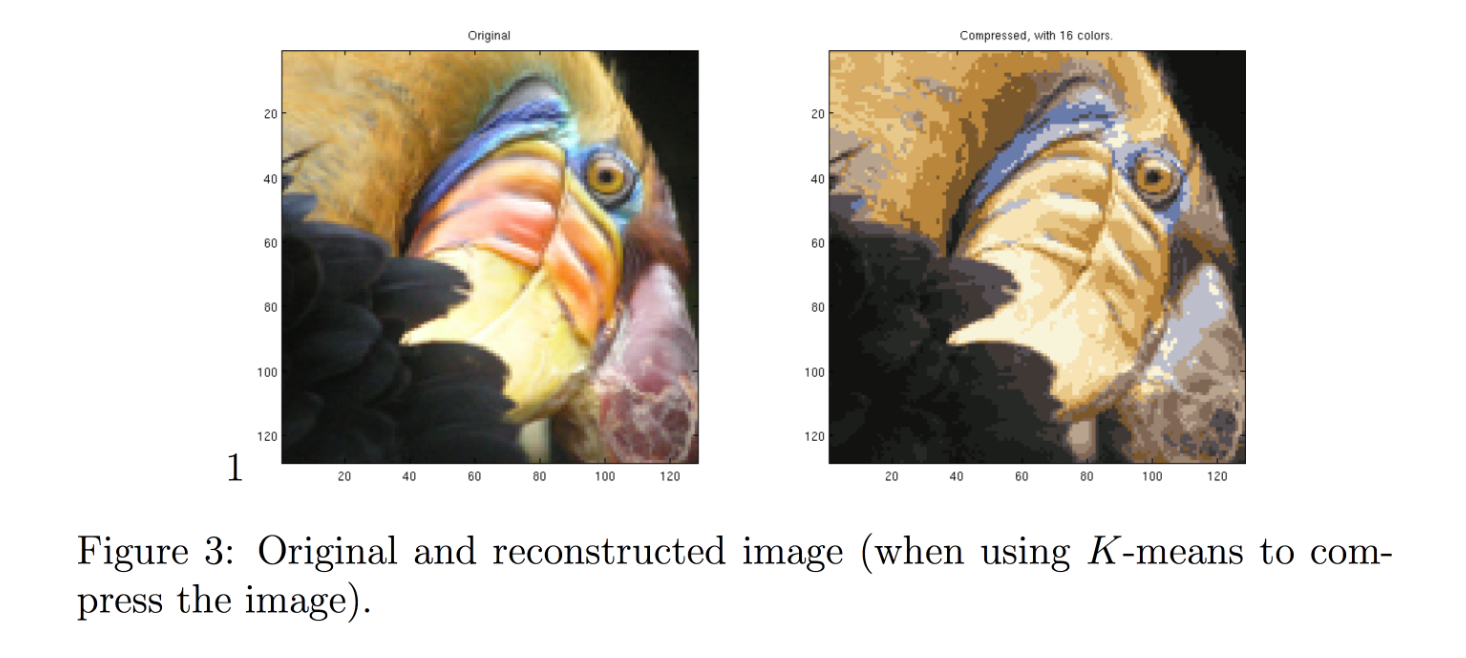 Original
Compressed, with 16 colors.
20
40
60
80
100
120
20
40
60
80
100
120
20 40 60 80 100 120
20 40 60 80 100 120
1
Figure 3: Original and reconstructed image (when using K-means to com-
press the image).